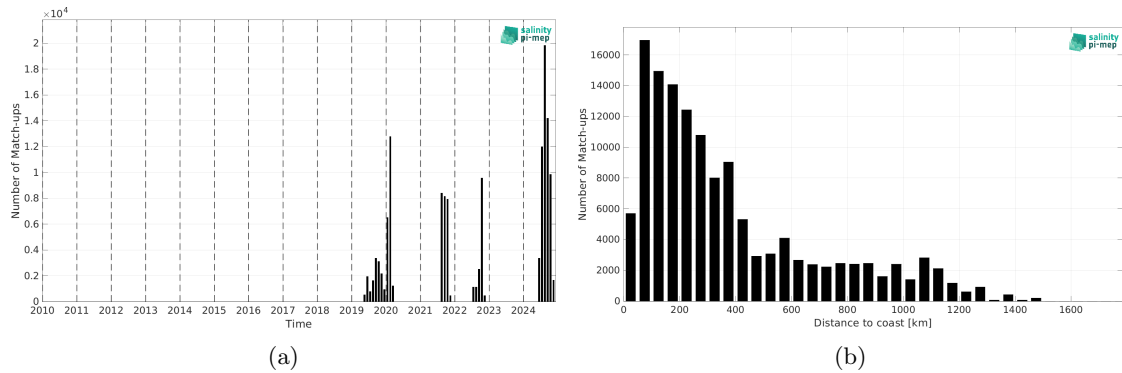 ×10⁴
2
1.8
1.6
1.4
1.2
1
0.8
0.6
0.4
0.2
0
Number of Match-ups
2010 2011 2012 2013 2014 2015 2016 2017 2018 2019 2020 2021 2022 2023 2024
Time
salinity
pi-mep
(a)
16000
14000
12000
10000
8000
6000
4000
2000
0
Number of Match-ups
0 200 400 600 800 1000 1200 1400 1600
Distance to coast [km]
salinity
pi-mep
(b)